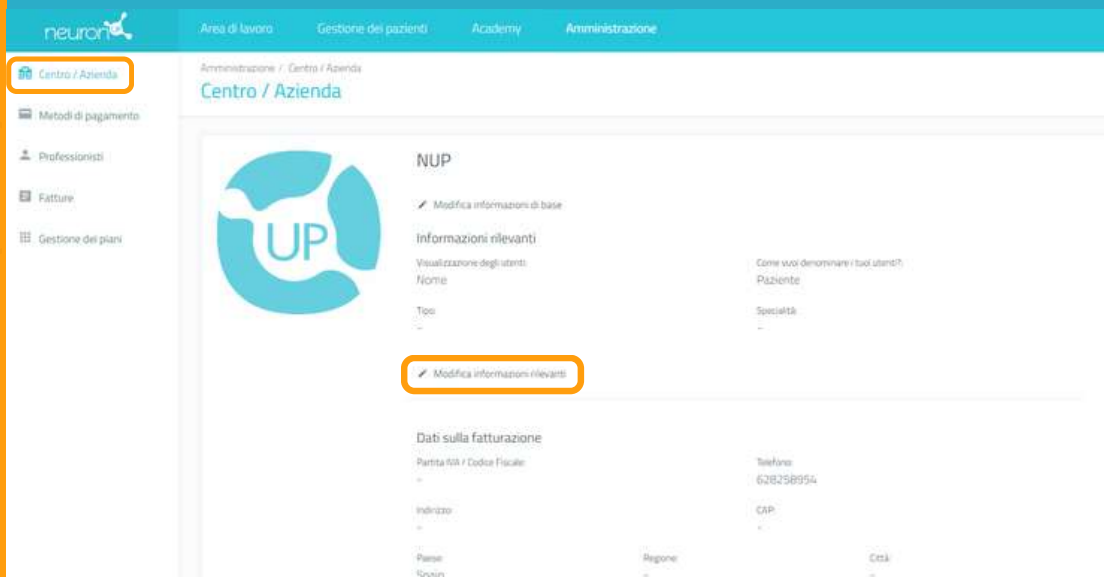 neuronUP
Area di lavoro Gestione dei pazienti Academy Amministrazione
Centro / Azienda
Metodi di pagamento
Professionisti
Fatture
Gestione dei piani
Amministrazione / Centro / Azienda
Centro / Azienda
UP
NUP
Modifica informazioni di base
Informazioni rilevanti
Visualizzazione degli utenti: Come vuoi denominare i tuoi utenti?:
Nome Paziente
Tipo: Specialità:
- -
Modifica informazioni rilevanti
Dati sulla fatturazione
Partita IVA / Codice Fiscale: Telefono:
- 628258954
Indirizzo: CAP:
- -
Paese: Regione: Città:
Spain - -